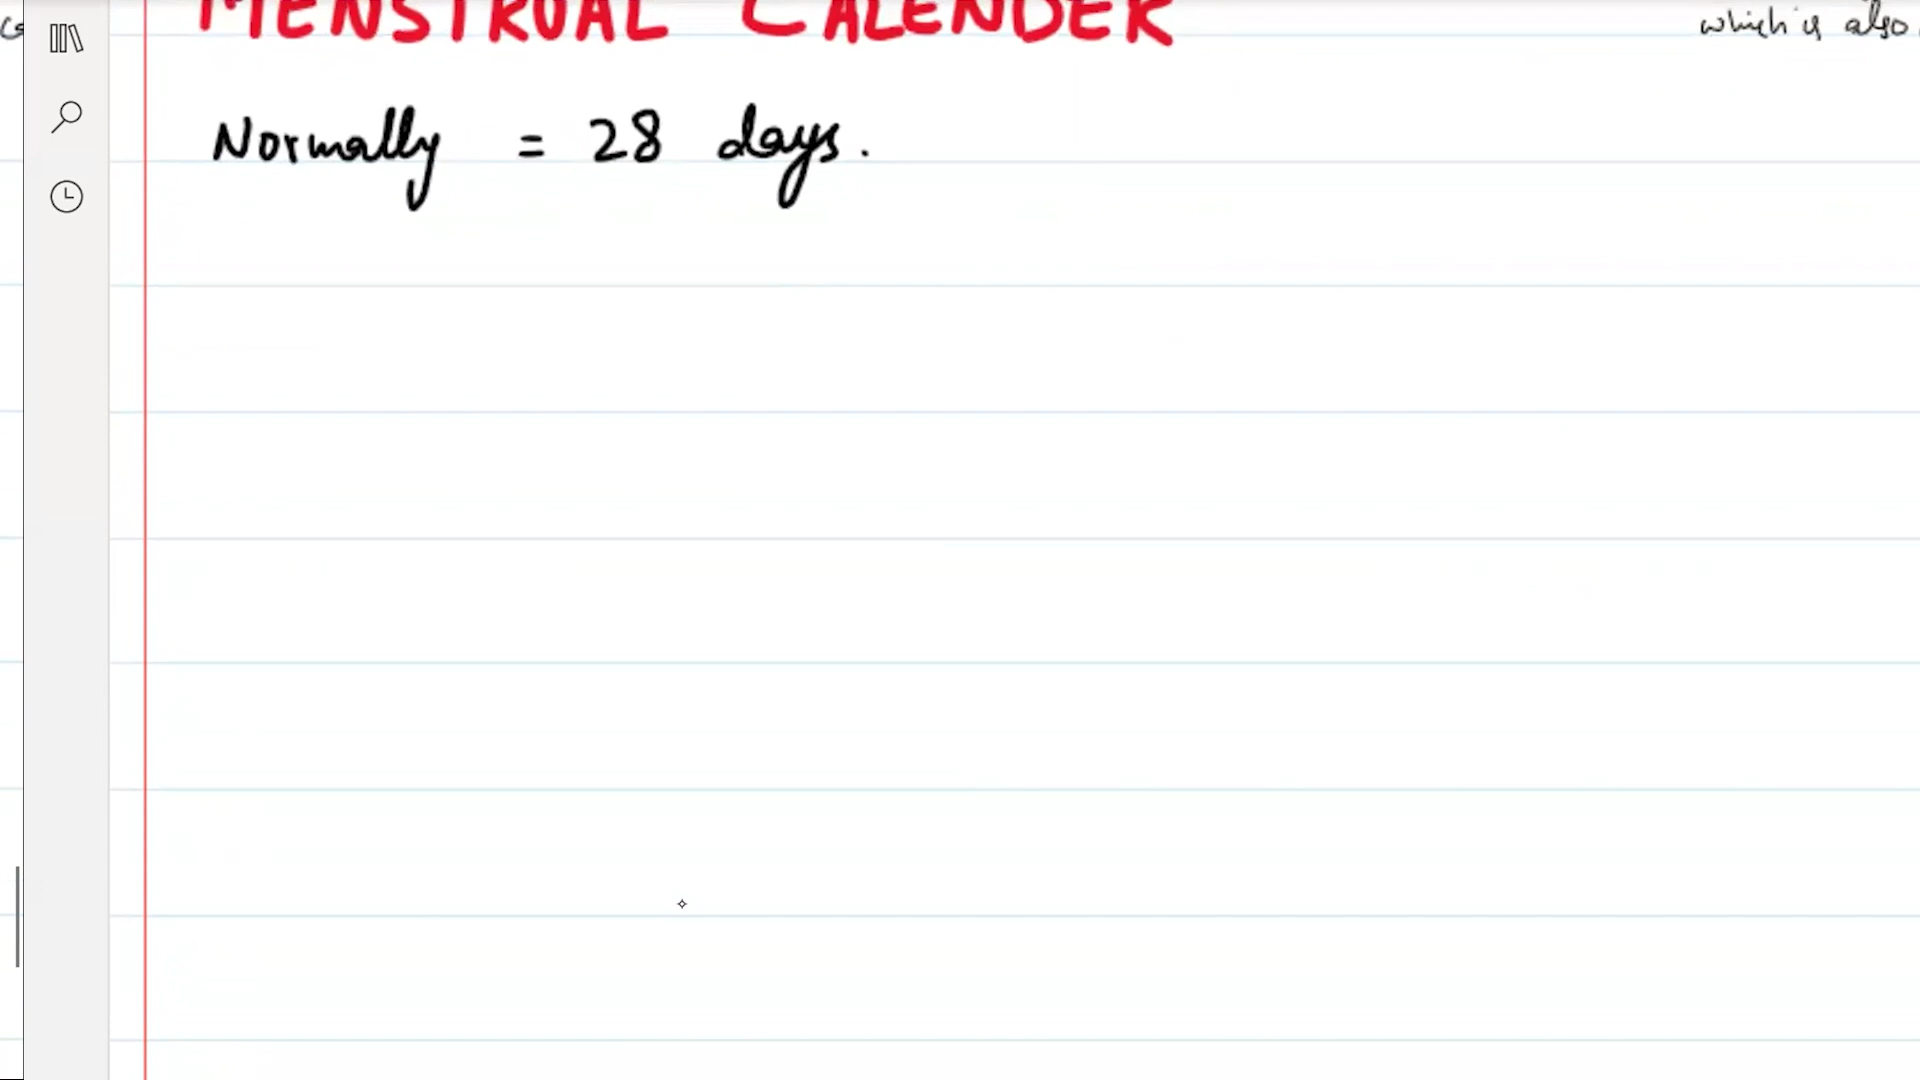 MENSTRUAL CALENDER
which is also
Normally = 28 days.